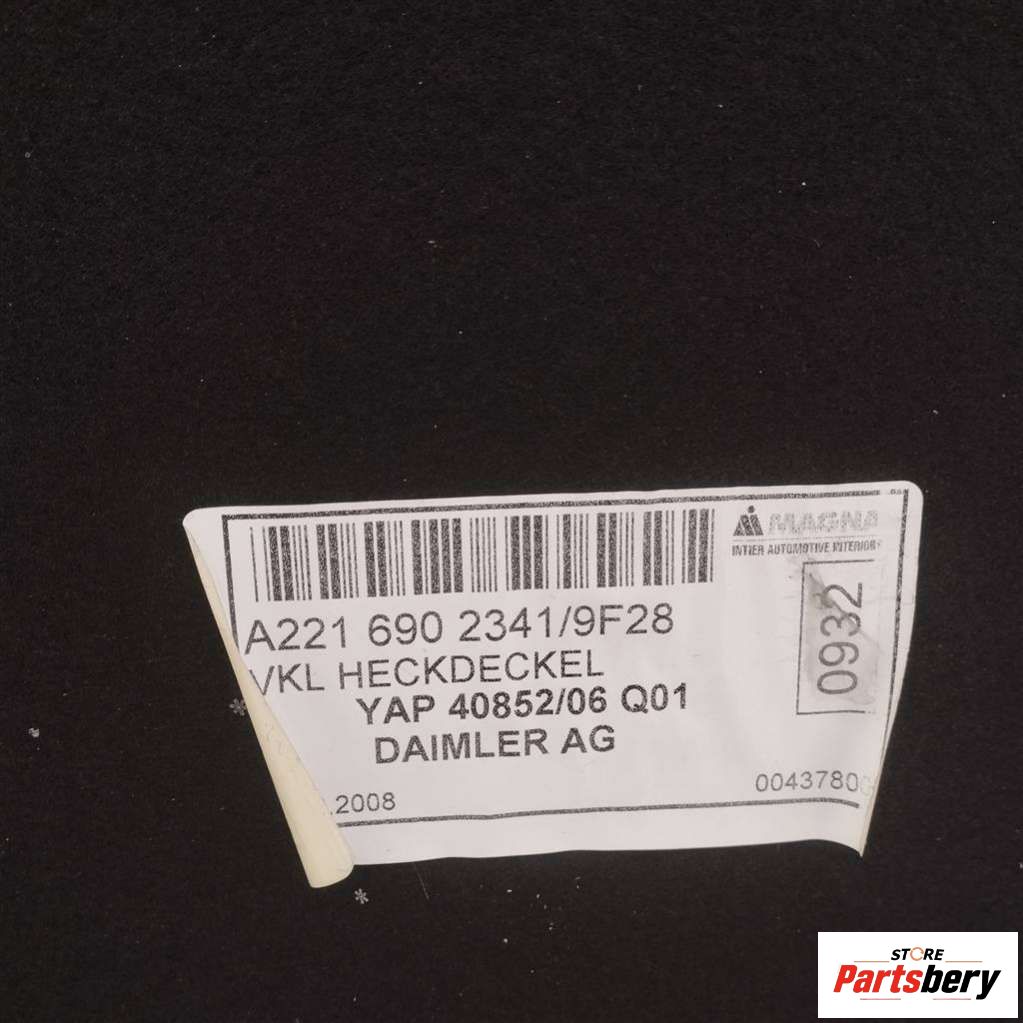 MAGNA
INTIER AUTOMOTIVE INTERIORS
A221 690 2341/9F28
VKL HECKDECKEL
0932
YAP 40852/06 Q01
DAIMLER AG
.2008
0043780
STORE
Partsbery